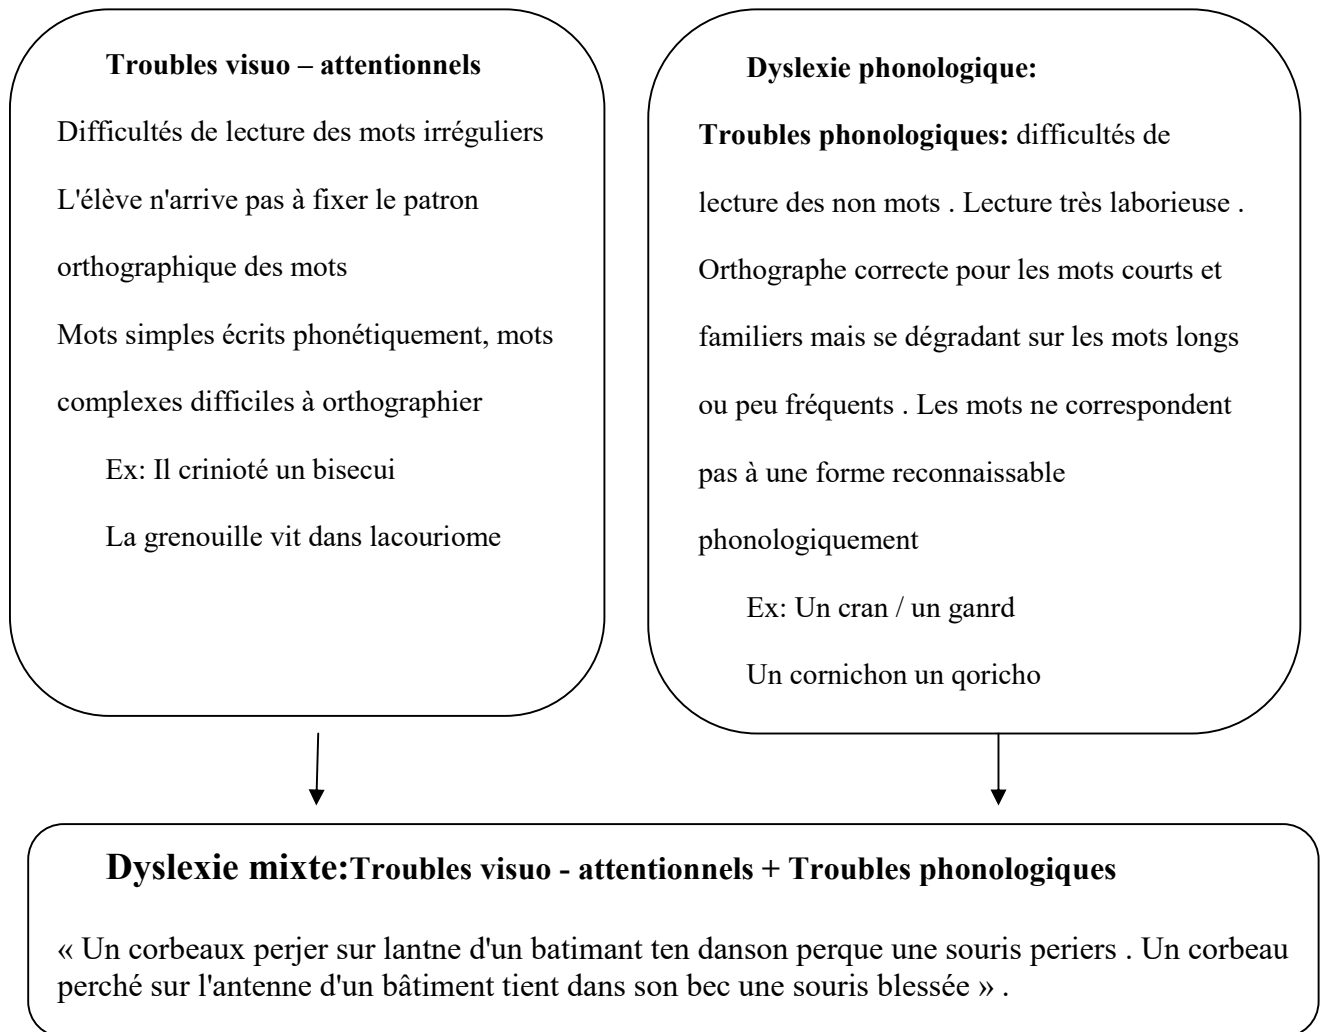 Troubles visuo – attentionnels
Difficultés de lecture des mots irréguliers
L'élève n'arrive pas à fixer le patron
orthographique des mots
Mots simples écrits phonétiquement, mots
complexes difficiles à orthographier
Ex: Il crinioté un bisecui
La grenouille vit dans lacouriome
Dyslexie phonologique:
Troubles phonologiques: difficultés de
lecture des non mots . Lecture très laborieuse .
Orthographe correcte pour les mots courts et
familiers mais se dégradant sur les mots longs
ou peu fréquents . Les mots ne correspondent
pas à une forme reconnaissable
phonologiquement
Ex: Un cran / un ganrd
Un cornichon un qoricho
Dyslexie mixte:Troubles visuo - attentionnels + Troubles phonologiques
« Un corbeaux perjer sur lantne d'un batimant ten danson perque une souris periers . Un corbeau
perché sur l'antenne d'un bâtiment tient dans son bec une souris blessée » .